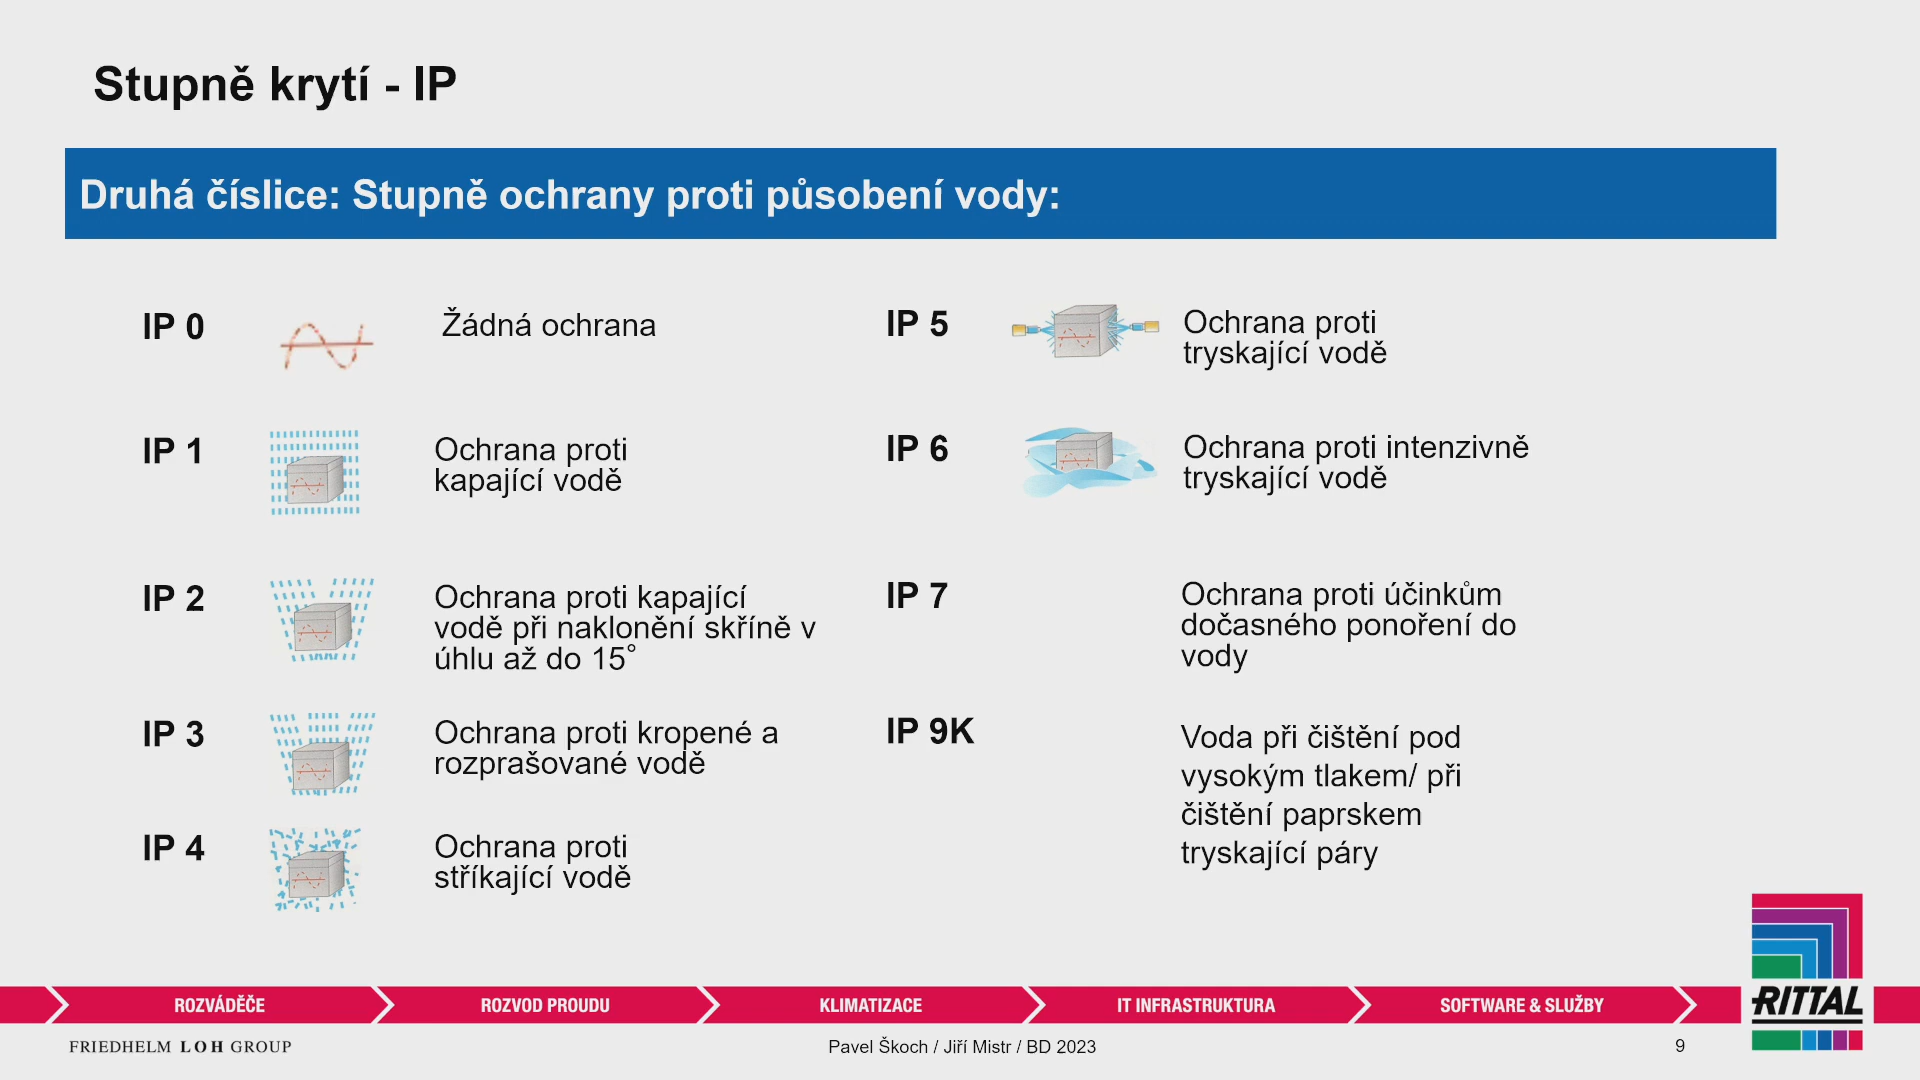 Stupně krytí - IP
Druhá číslice: Stupně ochrany proti působení vody:
IP 0
Žádná ochrana
IP 1
Ochrana proti
kapající vodě
IP 2
Ochrana proti kapající
vodě při naklonění skříně v
úhlu až do 15°
IP 3
Ochrana proti kropené a
rozprašované vodě
IP 4
Ochrana proti
stříkající vodě
IP 5
Ochrana proti
tryskající vodě
IP 6
Ochrana proti intenzivně
tryskající vodě
IP 7
Ochrana proti účinkům
dočasného ponoření do
vody
IP 9K
Voda při čištění pod
vysokým tlakem/ při
čištění paprskem
tryskající páry
ROZVÁDĚČE
ROZVOD PROUDU
KLIMATIZACE
IT INFRASTRUKTURA
SOFTWARE & SLUŽBY
RITTAL
FRIEDHELM LOH GROUP
Pavel Škoch / Jiří Mistr / BD 2023
9